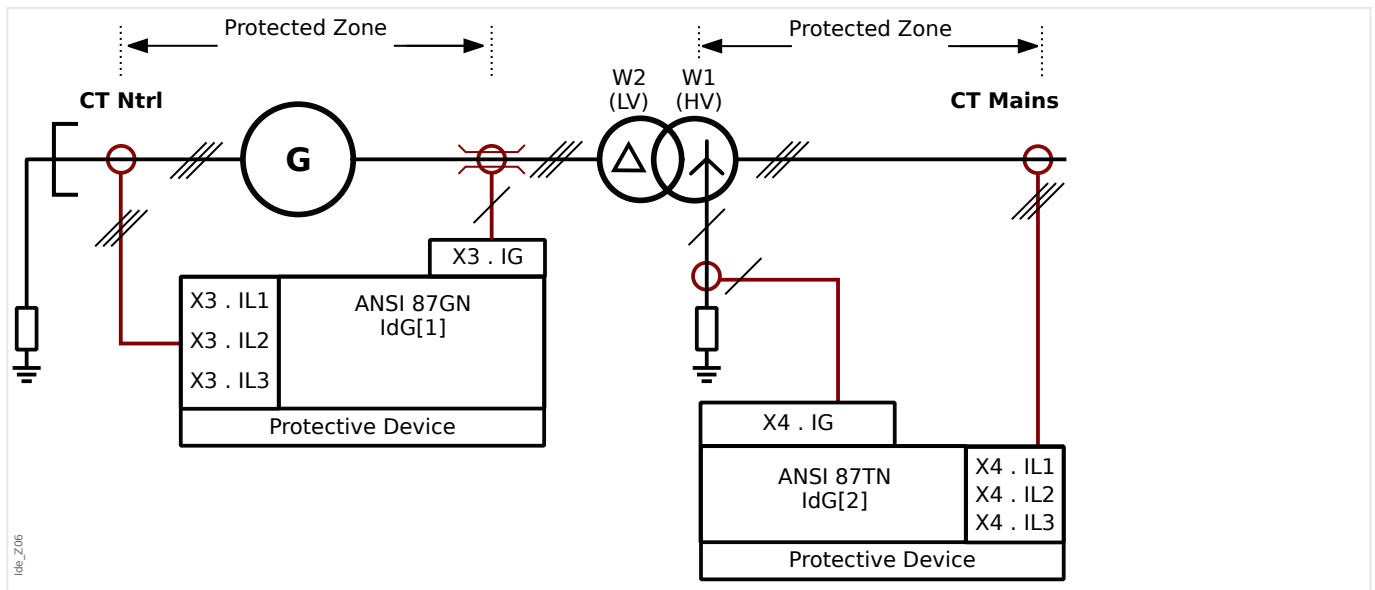 Protected Zone
Protected Zone
CT Ntrl
W2
(LV)
W1
(HV)
CT Mains
G
X3 . IG
X3 . IL1
X3 . IL2
X3 . IL3
ANSI 87GN
IdG[1]
Protective Device
X4 . IG
ANSI 87TN
IdG[2]
X4 . IL1
X4 . IL2
X4 . IL3
Protective Device
Ide_Z06